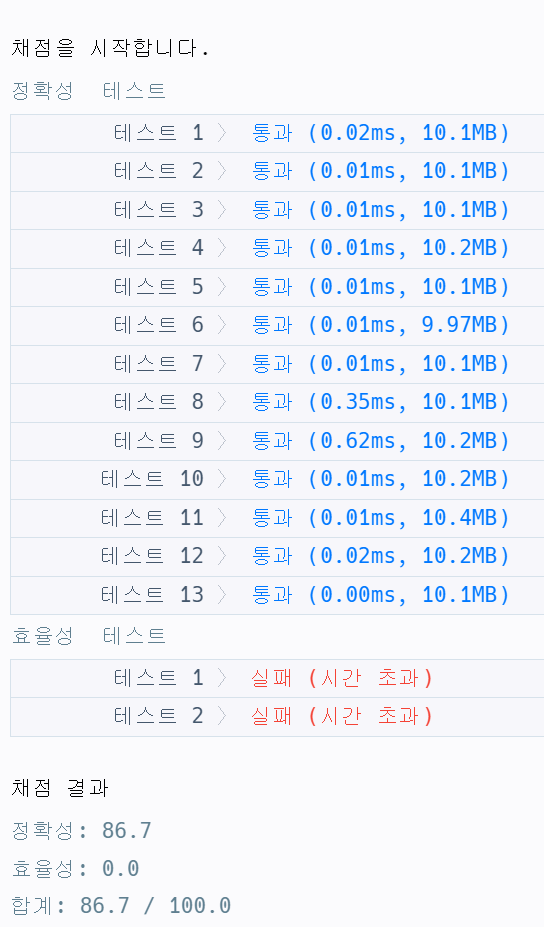 채점을 시작합니다.
정확성 테스트
테스트 1 〉 통과 (0.02ms, 10.1MB)
테스트 2 〉 통과 (0.01ms, 10.1MB)
테스트 3 〉 통과 (0.01ms, 10.1MB)
테스트 4 〉 통과 (0.01ms, 10.2MB)
테스트 5 〉 통과 (0.01ms, 10.1MB)
테스트 6 〉 통과 (0.01ms, 9.97MB)
테스트 7 〉 통과 (0.01ms, 10.1MB)
테스트 8 〉 통과 (0.35ms, 10.1MB)
테스트 9 〉 통과 (0.62ms, 10.2MB)
테스트 10 〉 통과 (0.01ms, 10.2MB)
테스트 11 〉 통과 (0.01ms, 10.4MB)
테스트 12 〉 통과 (0.02ms, 10.2MB)
테스트 13 〉 통과 (0.00ms, 10.1MB)
효율성 테스트
테스트 1 〉 실패 (시간 초과)
테스트 2 〉 실패 (시간 초과)
채점 결과
정확성: 86.7
효율성: 0.0
합계: 86.7 / 100.0